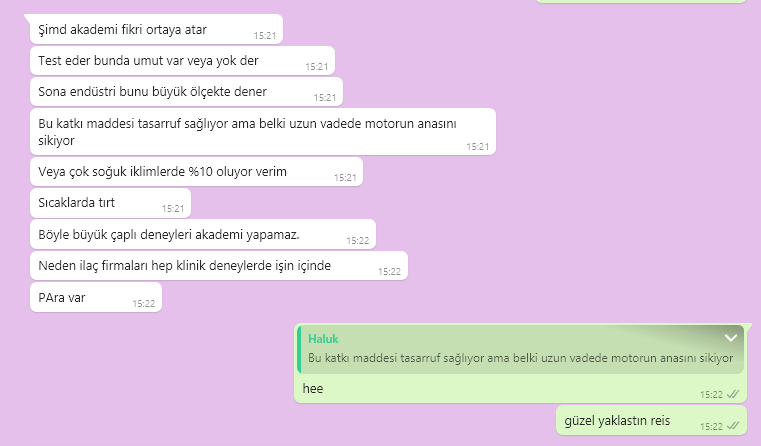 Şimd akademi fikri ortaya atar
15:21
Test eder bunda umut var veya yok der
15:21
Sona endüstri bunu büyük ölçekte dener
15:21
Bu katkı maddesi tasarruf sağlıyor ama belki uzun vadede motorun anasını
sikiyor
15:21
Veya çok soğuk iklimlerde %10 oluyor verim
15:21
Sıcaklarda tırt
15:21
Böyle büyük çaplı deneyleri akademi yapamaz.
15:22
Neden ilaç firmaları hep klinik deneylerde işin içinde
15:22
PAra var
15:22
Haluk
Bu katkı maddesi tasarruf sağlıyor ama belki uzun vadede motorun anasını sikiyor
hee
15:22
güzel yaklastın reis
15:22